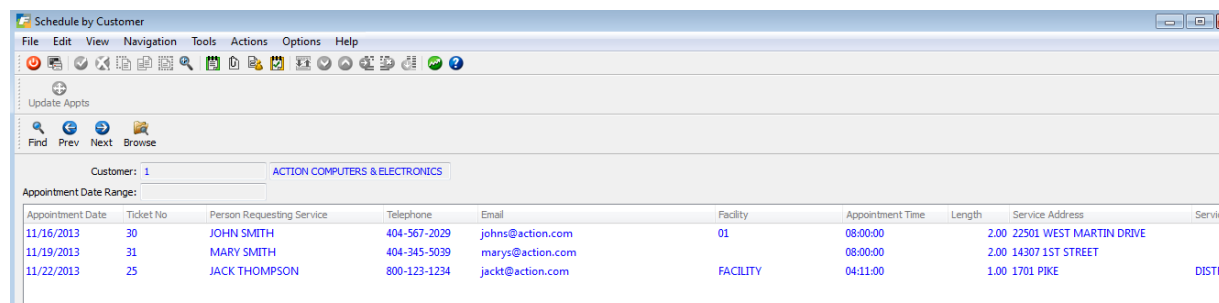 Schedule by Customer
File Edit View Navigation Tools Actions Options Help
Update Appts
Find Prev Next Browse
Customer: 1 ACTION COMPUTERS & ELECTRONICS
Appointment Date Range:
Appointment Date Ticket No Person Requesting Service Telephone Email Facility Appointment Time Length Service Address Servi
11/16/2013 30 JOHN SMITH 404-567-2029 johns@action.com 01 08:00:00 2.00 22501 WEST MARTIN DRIVE
11/19/2013 31 MARY SMITH 404-345-5039 marys@action.com 08:00:00 2.00 14307 1ST STREET
11/22/2013 25 JACK THOMPSON 800-123-1234 jackt@action.com FACILITY 04:11:00 1.00 1701 PIKE DIST